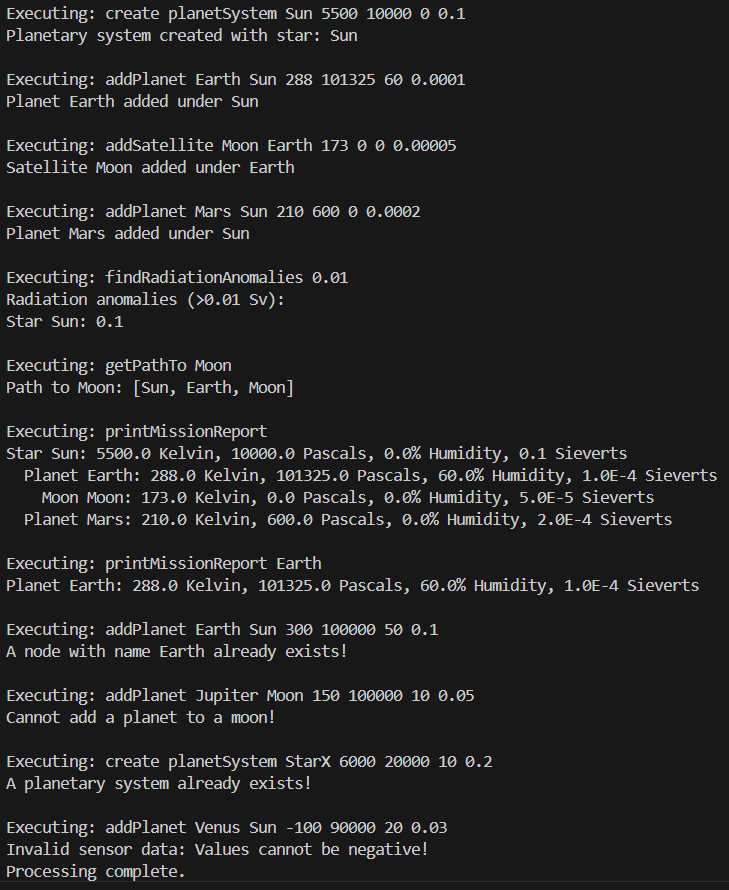 Executing: create planetSystem Sun 5500 10000 0 0.1
Planetary system created with star: Sun
Executing: addPlanet Earth Sun 288 101325 60 0.0001
Planet Earth added under Sun
Executing: addSatellite Moon Earth 173 0 0 0.00005
Satellite Moon added under Earth
Executing: addPlanet Mars Sun 210 600 0 0.0002
Planet Mars added under Sun
Executing: findRadiationAnomalies 0.01
Radiation anomalies (>0.01 Sv):
Star Sun: 0.1
Executing: getPathTo Moon
Path to Moon: [Sun, Earth, Moon]
Executing: printMissionReport
Star Sun: 5500.0 Kelvin, 10000.0 Pascals, 0.0% Humidity, 0.1 Sieverts
  Planet Earth: 288.0 Kelvin, 101325.0 Pascals, 60.0% Humidity, 1.0E-4 Sieverts
    Moon Moon: 173.0 Kelvin, 0.0 Pascals, 0.0% Humidity, 5.0E-5 Sieverts
  Planet Mars: 210.0 Kelvin, 600.0 Pascals, 0.0% Humidity, 2.0E-4 Sieverts
Executing: printMissionReport Earth
Planet Earth: 288.0 Kelvin, 101325.0 Pascals, 60.0% Humidity, 1.0E-4 Sieverts
Executing: addPlanet Earth Sun 300 100000 50 0.1
A node with name Earth already exists!
Executing: addPlanet Jupiter Moon 150 100000 10 0.05
Cannot add a planet to a moon!
Executing: create planetSystem StarX 6000 20000 10 0.2
A planetary system already exists!
Executing: addPlanet Venus Sun -100 90000 20 0.03
Invalid sensor data: Values cannot be negative!
Processing complete.